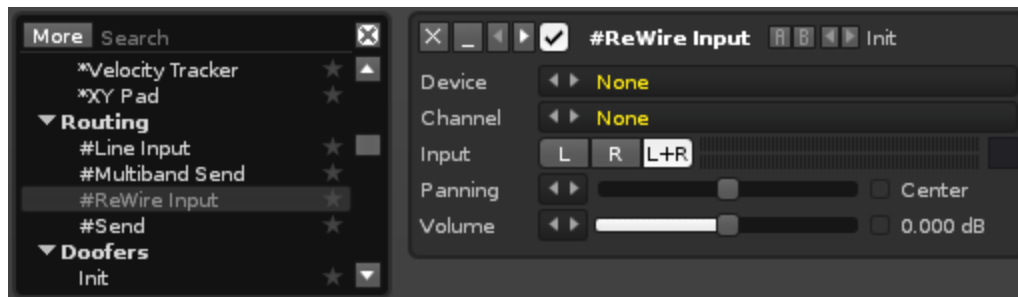 More Search
*Velocity Tracker
*XY Pad
Routing
#Line Input
#Multiband Send
#ReWire Input
#Send
Doofers
Init
#ReWire Input A B Init
Device None
Channel None
Input L R L+R
Panning Center
Volume 0.000 dB